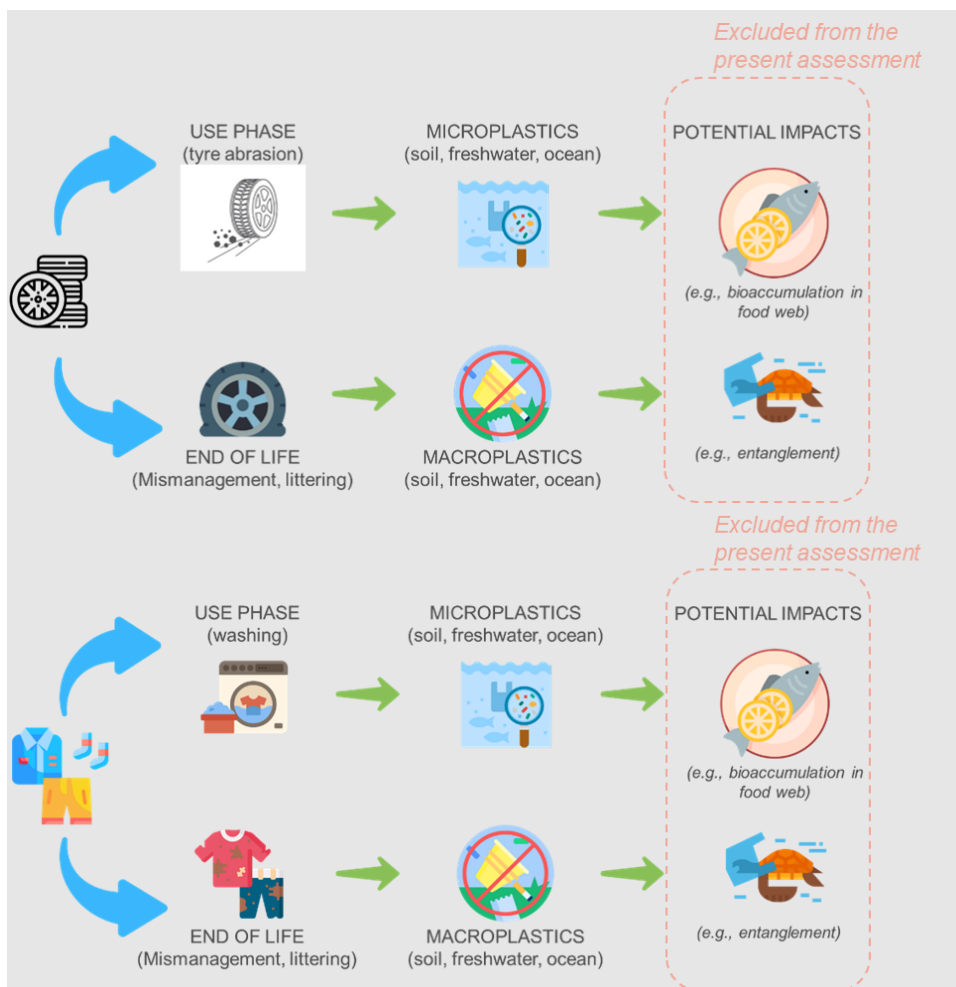 Excluded from the
present assessment
USE PHASE
(tyre abrasion)
MICROPLASTICS
(soil, freshwater, ocean)
POTENTIAL IMPACTS
(e.g., bioaccumulation in
food web)
END OF LIFE
(Mismanagement, littering)
MACROPLASTICS
(soil, freshwater, ocean)
(e.g., entanglement)
Excluded from the
present assessment
USE PHASE
(washing)
MICROPLASTICS
(soil, freshwater, ocean)
POTENTIAL IMPACTS
(e.g., bioaccumulation in
food web)
END OF LIFE
(Mismanagement, littering)
MACROPLASTICS
(soil, freshwater, ocean)
(e.g., entanglement)